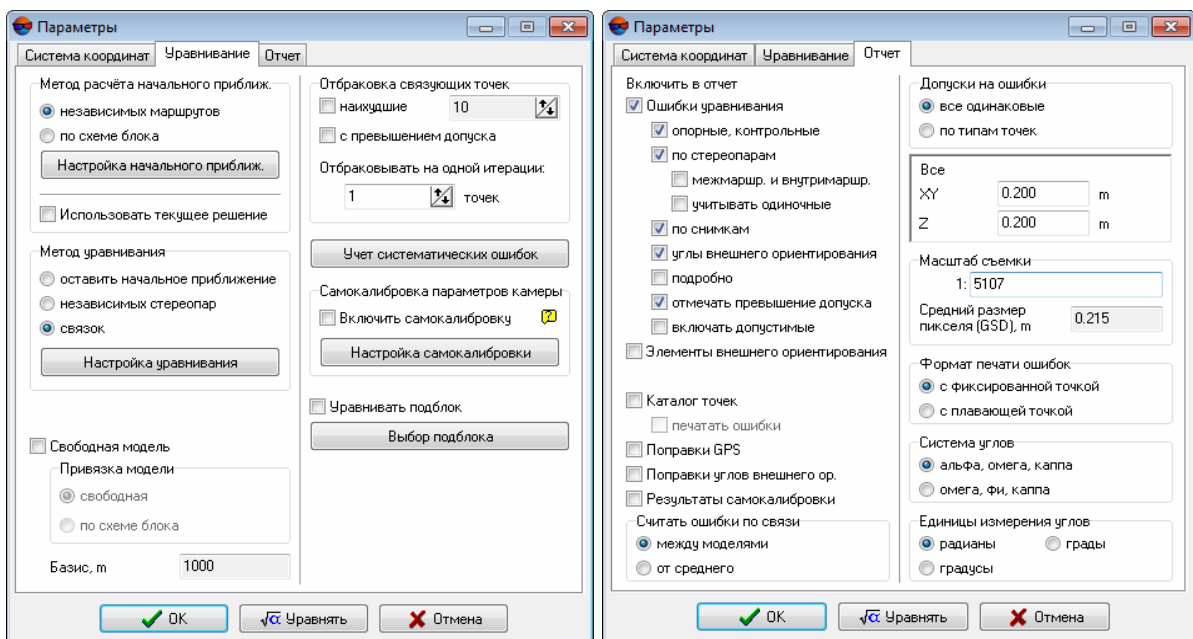 Параметры
Система координат
Уравнивание
Отчет
Метод расчёта начального приближ.
независимых маршрутов
по схеме блока
Настройка начального приближ.
Использовать текущее решение
Метод уравнивания
оставить начальное приближение
независимых стереопар
связок
Настройка уравнивания
Свободная модель
Привязка модели
свободная
по схеме блока
Базис, m 1000
Отбраковка связующих точек
наихудшие 10
с превышением допуска
Отбраковывать на одной итерации:
1 точек
Учет систематических ошибок
Самокалибровка параметров камеры
Включить самокалибровку ?
Настройка самокалибровки
Уравнивать подблок
Выбор подблока
OK
√α Уравнять
Отмена
Параметры
Система координат
Уравнивание
Отчет
Включить в отчет
Ошибки уравнивания
опорные, контрольные
по стереопарам
межмаршр. и внутримаршр.
учитывать одиночные
по снимкам
углы внешнего ориентирования
подробно
отмечать превышение допуска
включать допустимые
Элементы внешнего ориентирования
Каталог точек
печатать ошибки
Поправки GPS
Поправки углов внешнего ор.
Результаты самокалибровки
Считать ошибки по связи
между моделями
от среднего
Допуски на ошибки
все одинаковые
по типам точек
Все
XY 0.200 m
Z 0.200 m
Масштаб съемки
1: 5107
Средний размер
пикселя (GSD), m 0.215
Формат печати ошибок
с фиксированной точкой
с плавающей точкой
Система углов
альфа, омега, каппа
омега, фи, каппа
Единицы измерения углов
радианы грады
градусы
OK
√α Уравнять
Отмена